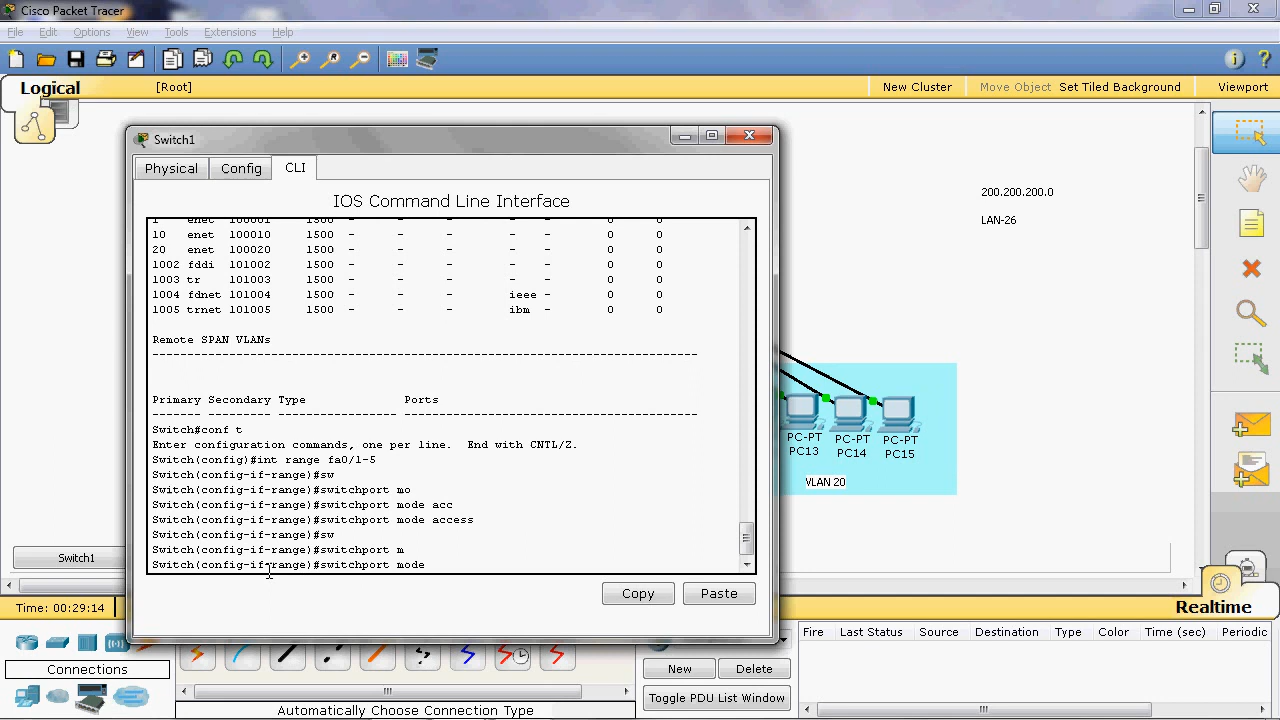 Cisco Packet Tracer
File Edit Options View Tools Extensions Help
Logical
[Root]
New Cluster
Move Object
Set Tiled Background
Viewport
Switch1
Physical
Config
CLI
IOS Command Line Interface
1 enet 100001 1500 - - - - - 0 0
10 enet 100010 1500 - - - - - 0 0
20 enet 100020 1500 - - - - - 0 0
1002 fddi 101002 1500 - - - - - 0 0
1003 tr 101003 1500 - - - - - 0 0
1004 fdnet 101004 1500 - - - ieee - 0 0
1005 trnet 101005 1500 - - - ibm - 0 0
Remote SPAN VLANs
------------------------------------------------------------------------------
Primary Secondary Type Ports
------- --------- ----------------- ------------------------------------------
Switch#conf t
Enter configuration commands, one per line.  End with CNTL/Z.
Switch(config)#int range fa0/1-5
Switch(config-if-range)#sw
Switch(config-if-range)#switchport mo
Switch(config-if-range)#switchport mode acc
Switch(config-if-range)#switchport mode access
Switch(config-if-range)#sw
Switch(config-if-range)#switchport m
Switch(config-if-range)#switchport mode
Copy
Paste
200.200.200.0
LAN-26
PC-PT
PC13
PC-PT
PC14
PC-PT
PC15
VLAN 20
Switch1
Time: 00:29:14
Realtime
Connections
Automatically Choose Connection Type
New
Delete
Toggle PDU List Window
Fi Last Status Source Destination Type Color Time (sec) Periodic